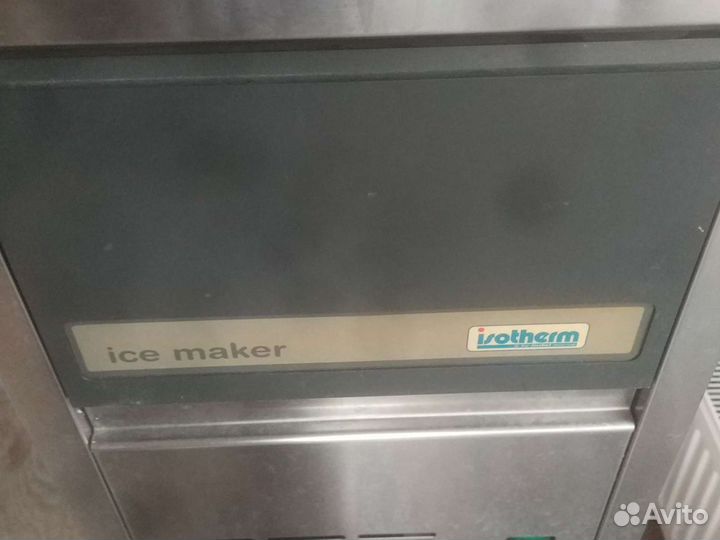 ice maker
isotherm
Avito